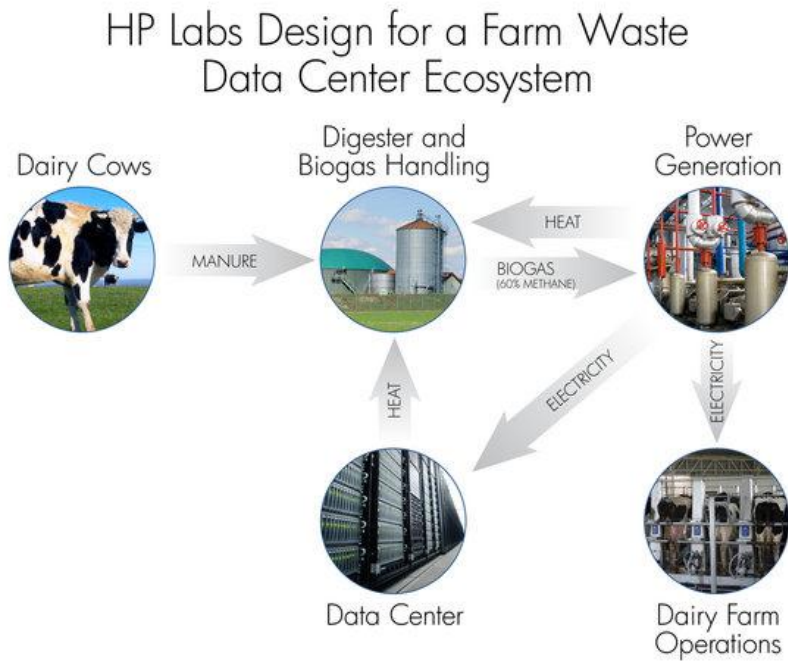 HP Labs Design for a Farm Waste
Data Center Ecosystem
Dairy Cows
Digester and
Biogas Handling
Power
Generation
MANURE
HEAT
BIOGAS
(60% METHANE)
HEAT
ELECTRICITY
ELECTRICITY
Data Center
Dairy Farm
Operations